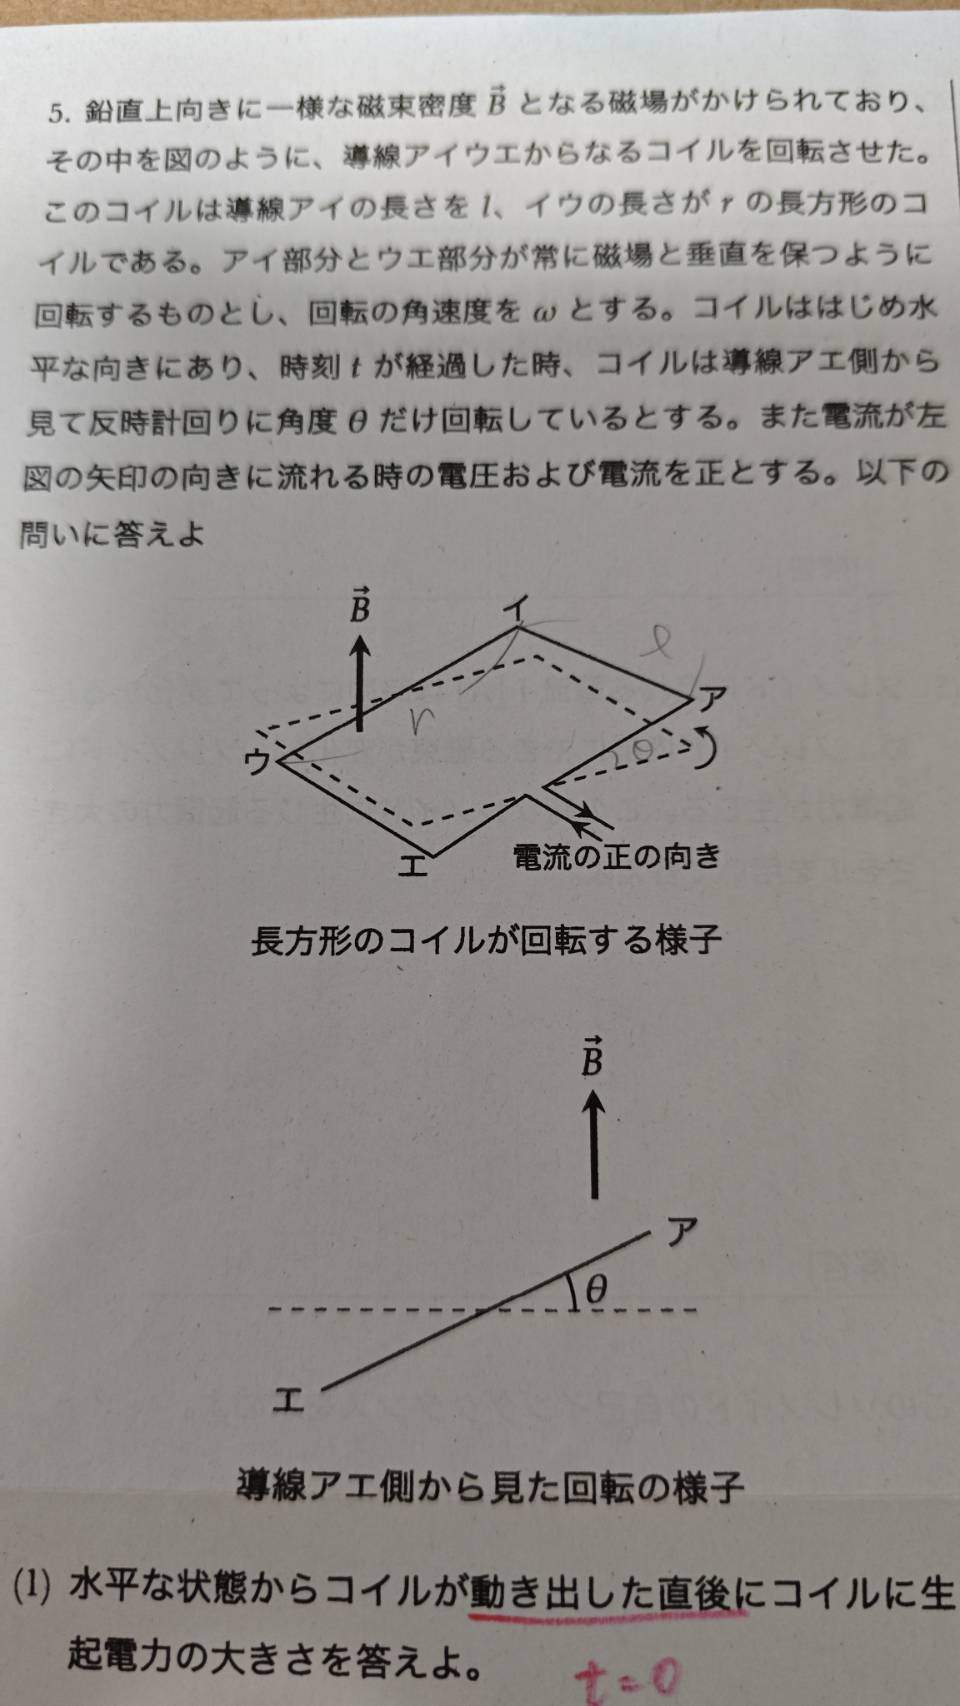 5. 鉛直上向きに一様な磁束密度 B⃗ となる磁場がかけられており、
その中を図のように、導線アイウエからなるコイルを回転させた。
このコイルは導線アイの長さを l、イウの長さが r の長方形のコ
イルである。アイ部分とウエ部分が常に磁場と垂直を保つように
回転するものとし、回転の角速度を ω とする。コイルははじめ水
平な向きにあり、時刻 t が経過した時、コイルは導線アエ側から
見て反時計回りに角度 θ だけ回転しているとする。また電流が左
図の矢印の向きに流れる時の電圧および電流を正とする。以下の
問いに答えよ
B⃗
イ
l
ア
r
θ
ウ
エ
電流の正の向き
長方形のコイルが回転する様子
B⃗
ア
θ
エ
導線アエ側から見た回転の様子
(1) 水平な状態からコイルが動き出した直後にコイルに生
起電力の大きさを答えよ。
t=0